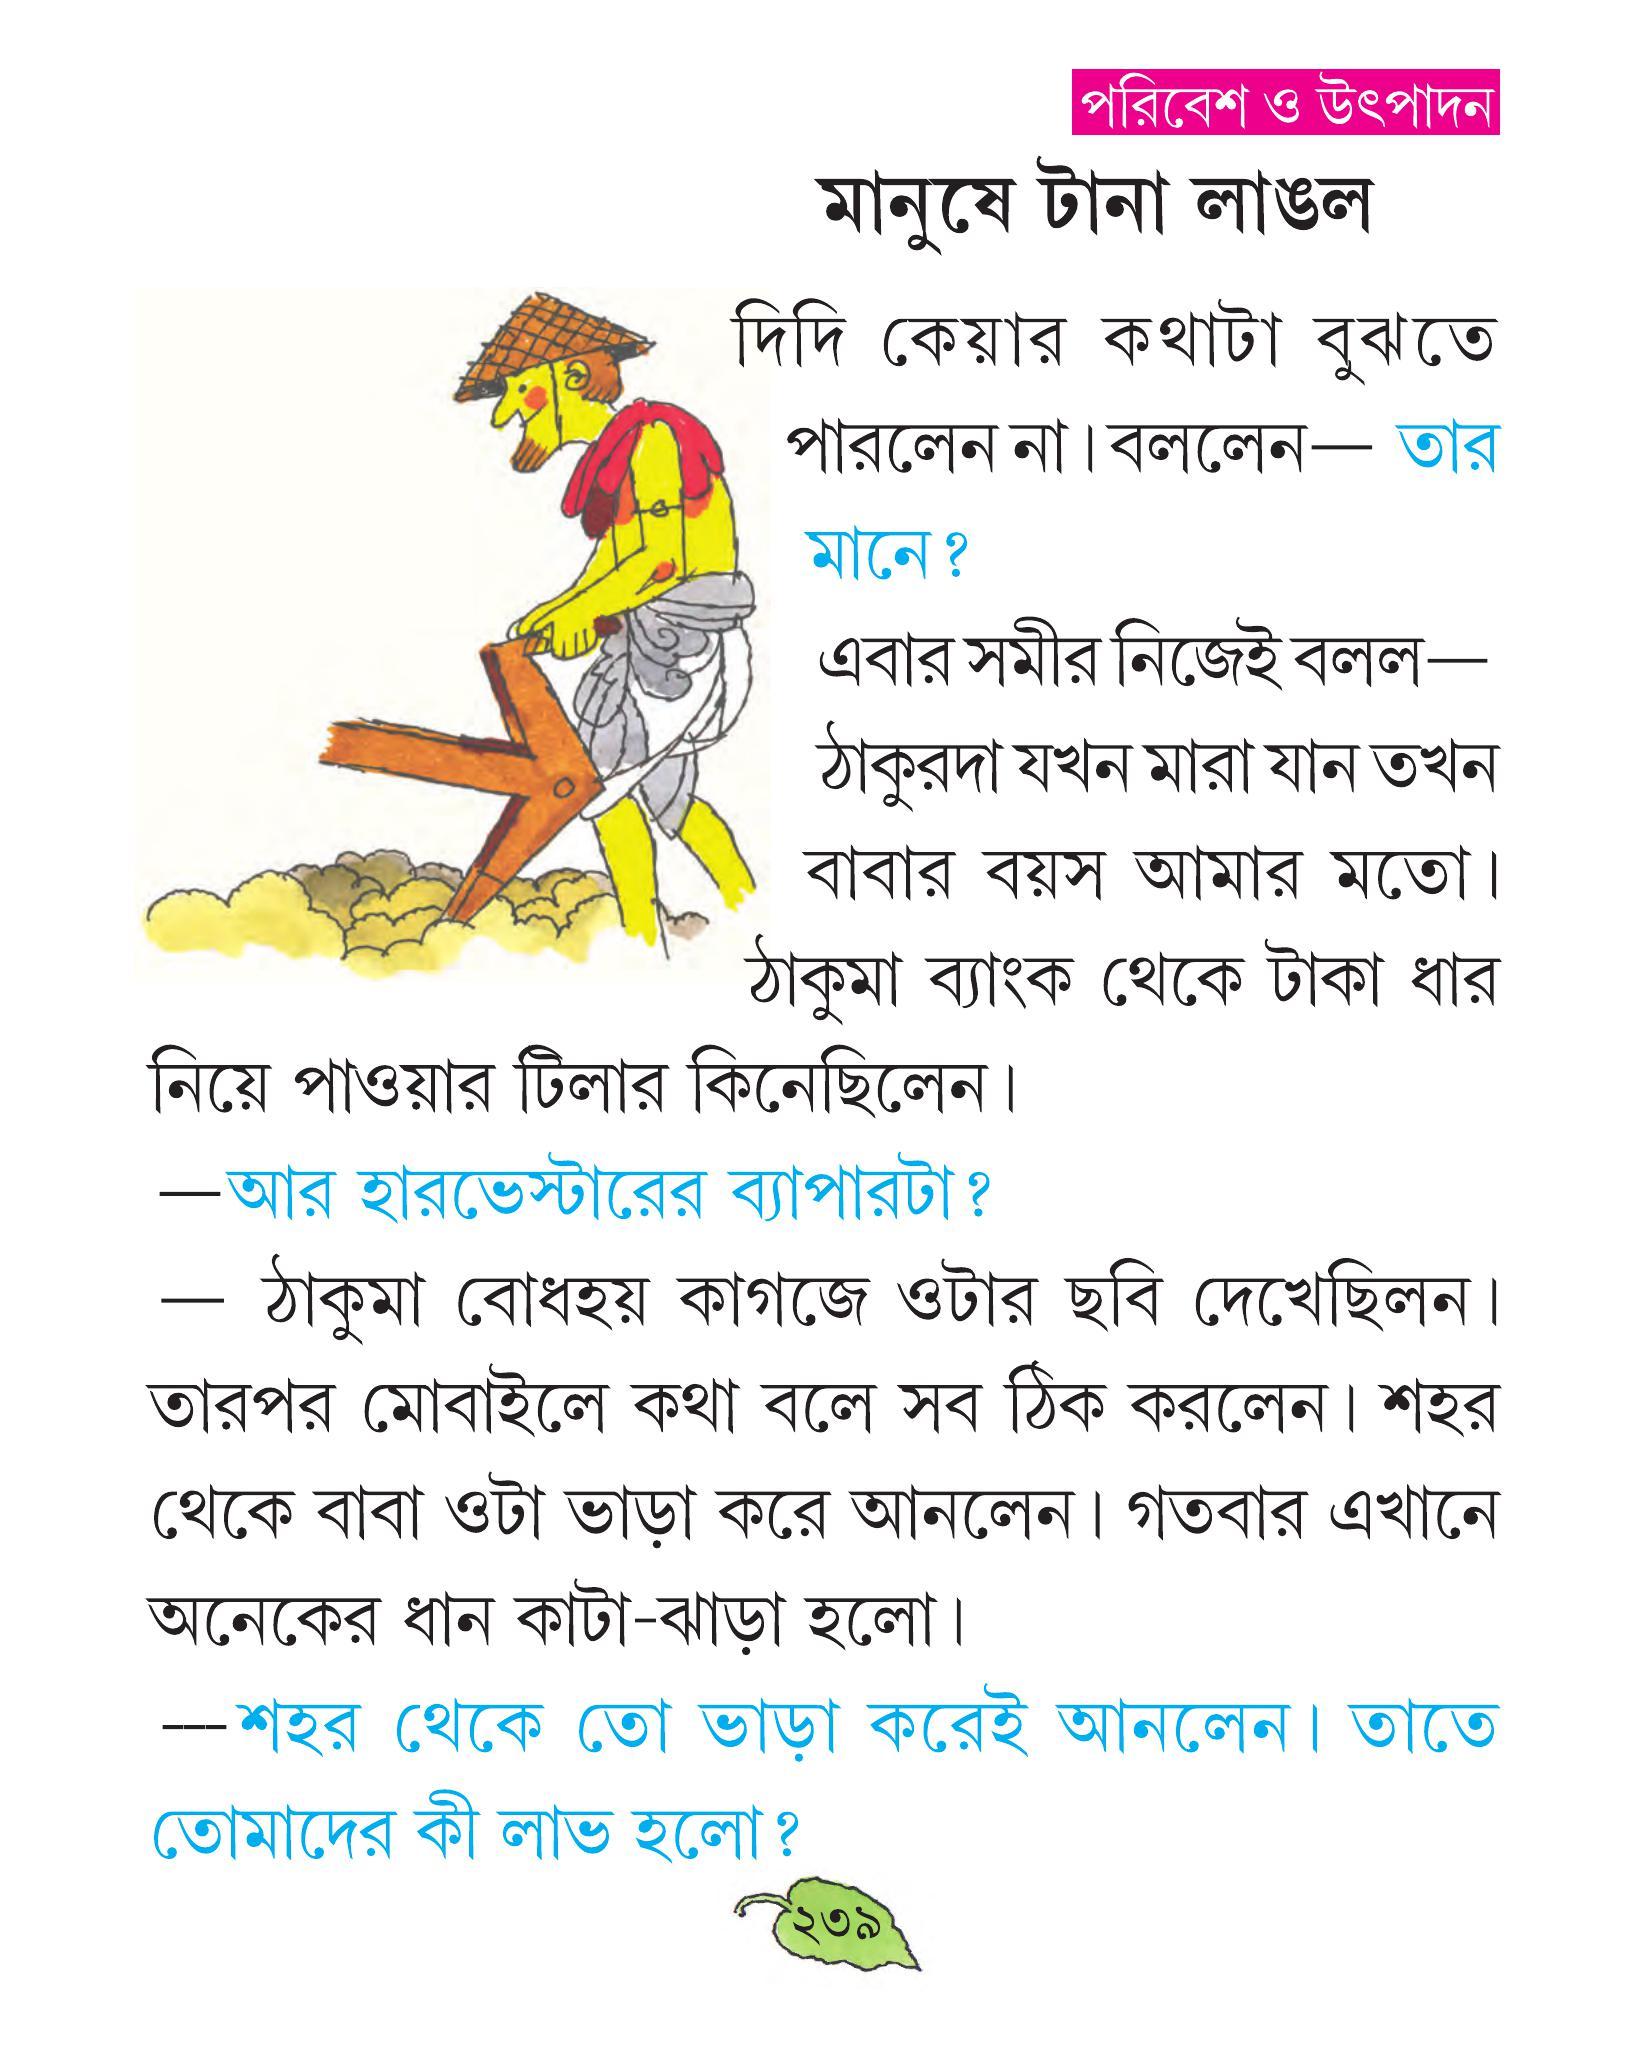 পরিবেশ ও উৎপাদন
মানুষে টানা লাঙল
দিদি কেয়ার কথাটা বুঝতে
পারলেন না। বললেন— তার
মানে?
এবার সমীর নিজেই বলল—
ঠাকুরদা যখন মারা যান তখন
বাবার বয়স আমার মতো।
ঠাকুমা ব্যাংক থেকে টাকা ধার
নিয়ে পাওয়ার টিলার কিনেছিলেন।
—আর হারভেস্টারের ব্যাপারটা?
— ঠাকুমা বোধহয় কাগজে ওটার ছবি দেখেছিলন।
তারপর মোবাইলে কথা বলে সব ঠিক করলেন। শহর
থেকে বাবা ওটা ভাড়া করে আনলেন। গতবার এখানে
অনেকের ধান কাটা-ঝাড়া হলো।
---শহর থেকে তো ভাড়া করেই আনলেন। তাতে
তোমাদের কী লাভ হলো?
২৩৯